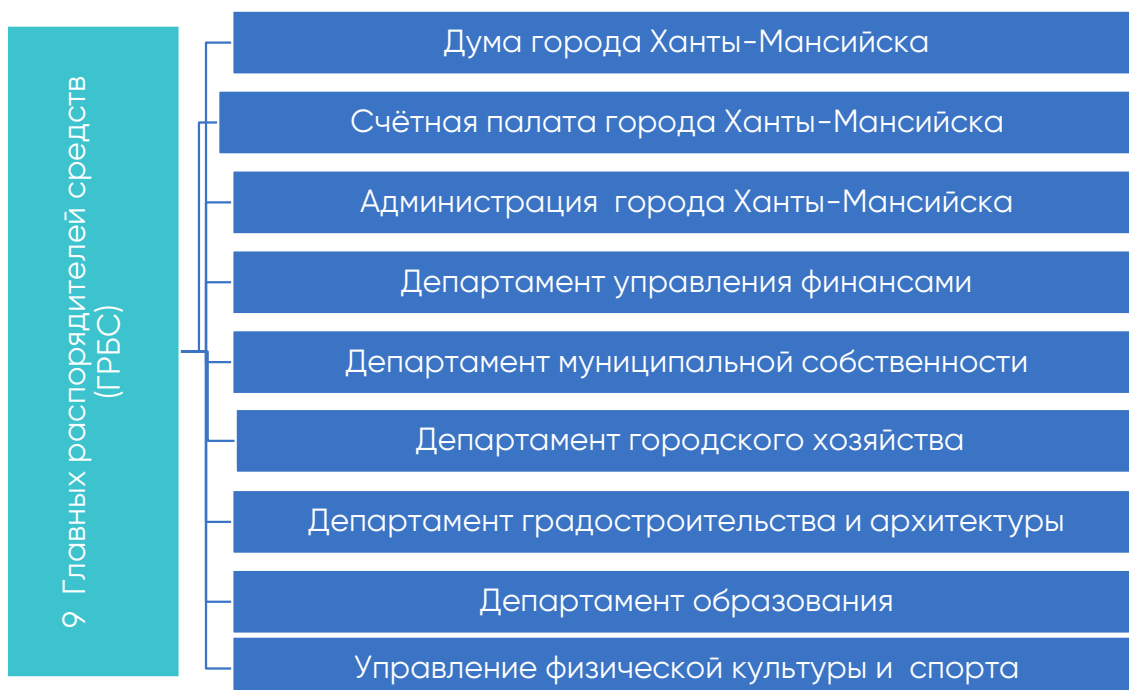 9 Главных распорядителей средств
(ГРБС)
Дума города Ханты-Мансийска
Счётная палата города Ханты-Мансийска
Администрация города Ханты-Мансийска
Департамент управления финансами
Департамент муниципальной собственности
Департамент городского хозяйства
Департамент градостроительства и архитектуры
Департамент образования
Управление физической культуры и спорта